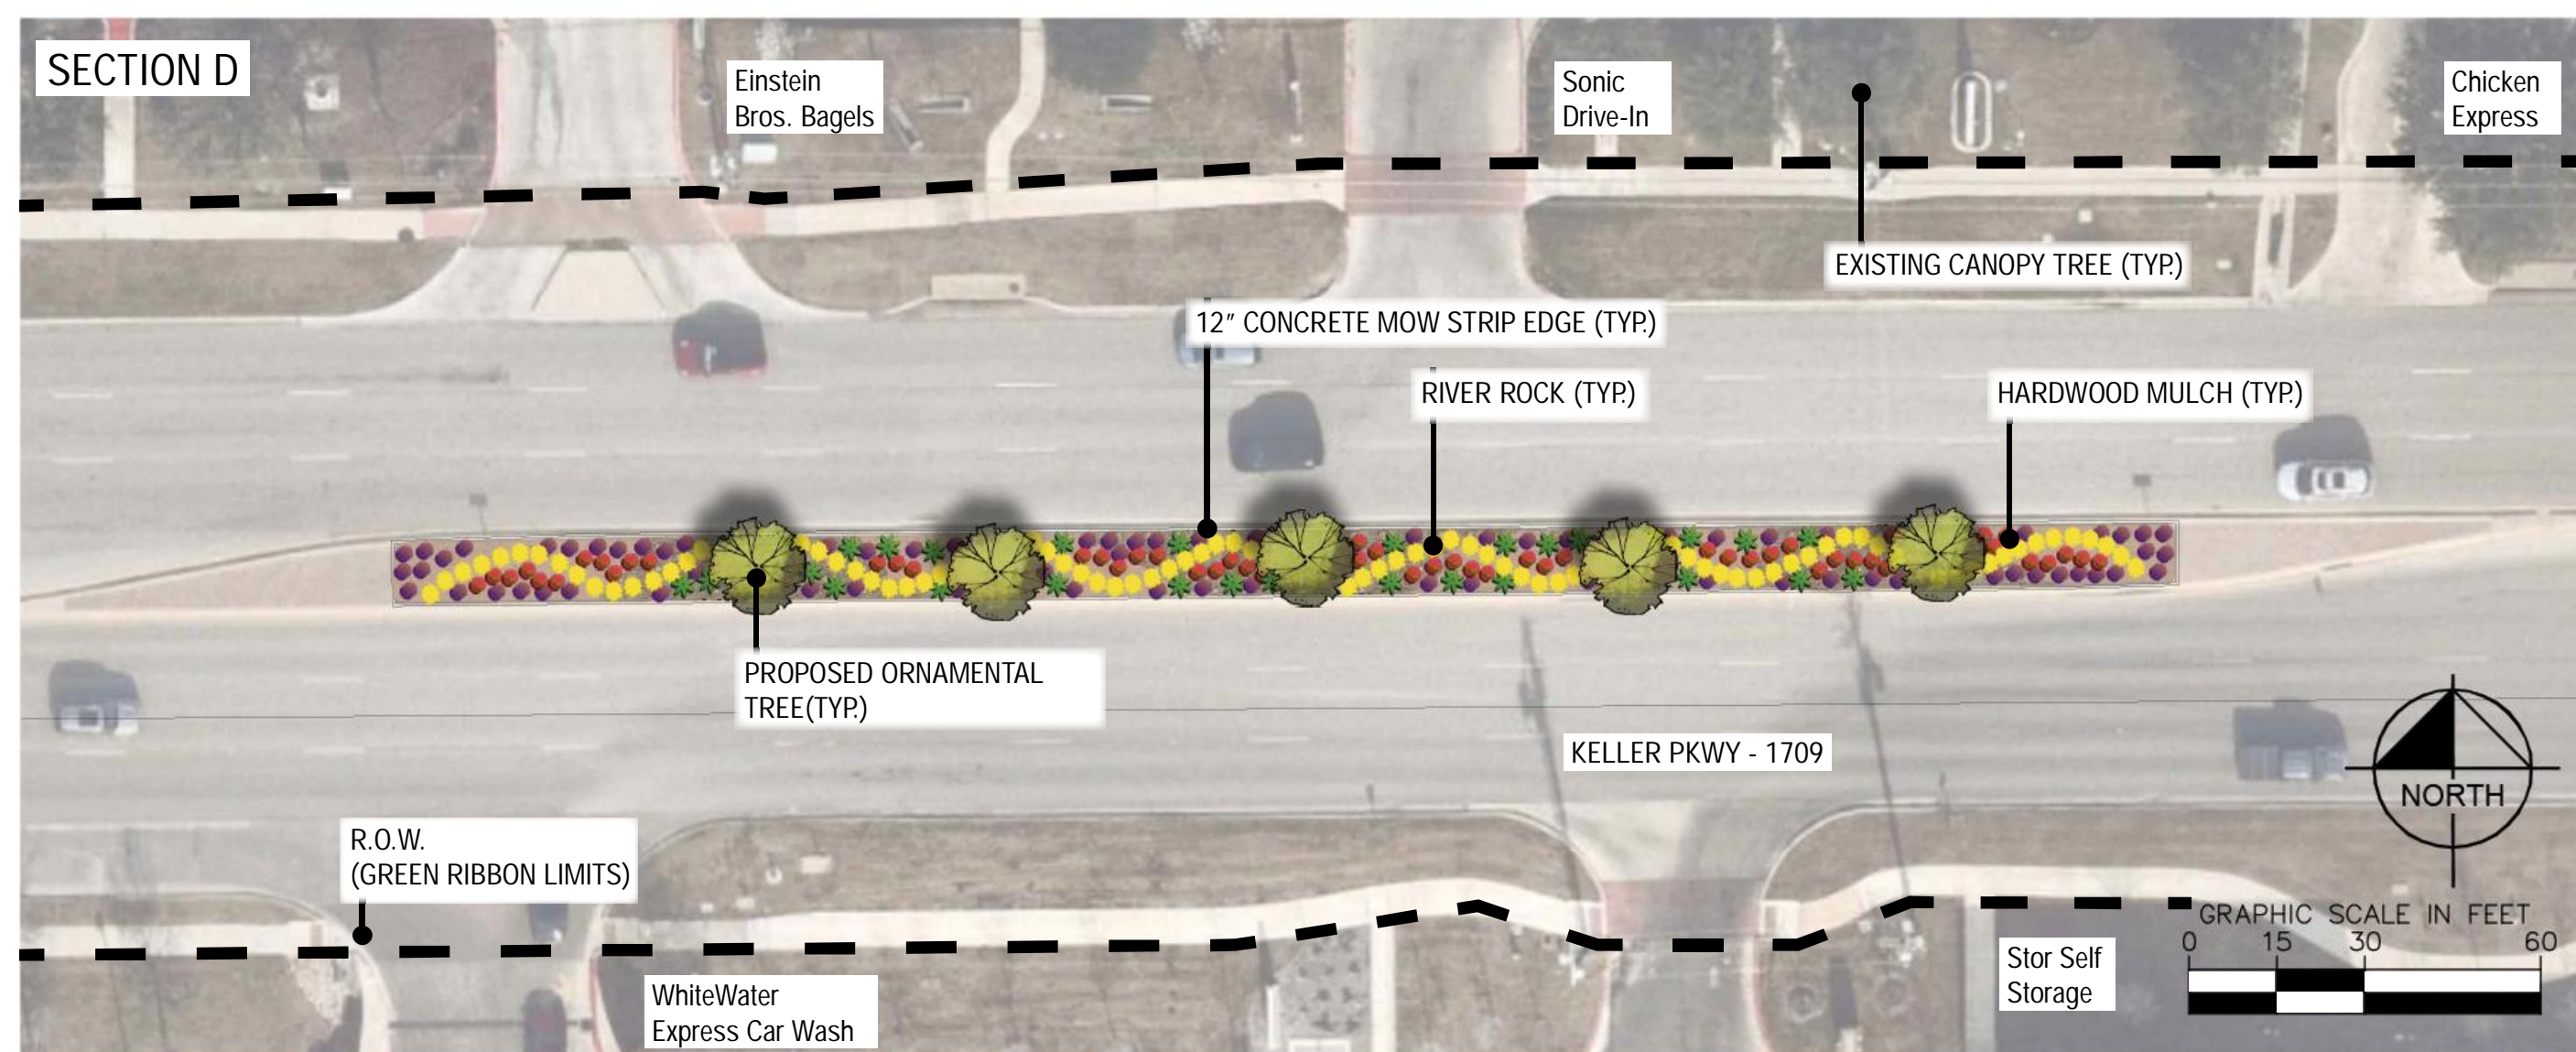 SECTION D
Einstein
Bros. Bagels
Sonic
Drive-In
Chicken
Express
EXISTING CANOPY TREE (TYP.)
12" CONCRETE MOW STRIP EDGE (TYP.)
RIVER ROCK (TYP.)
HARDWOOD MULCH (TYP.)
PROPOSED ORNAMENTAL
TREE(TYP.)
KELLER PKWY - 1709
NORTH
R.O.W.
(GREEN RIBBON LIMITS)
GRAPHIC SCALE IN FEET
0 15 30 60
Stor Self
Storage
WhiteWater
Express Car Wash